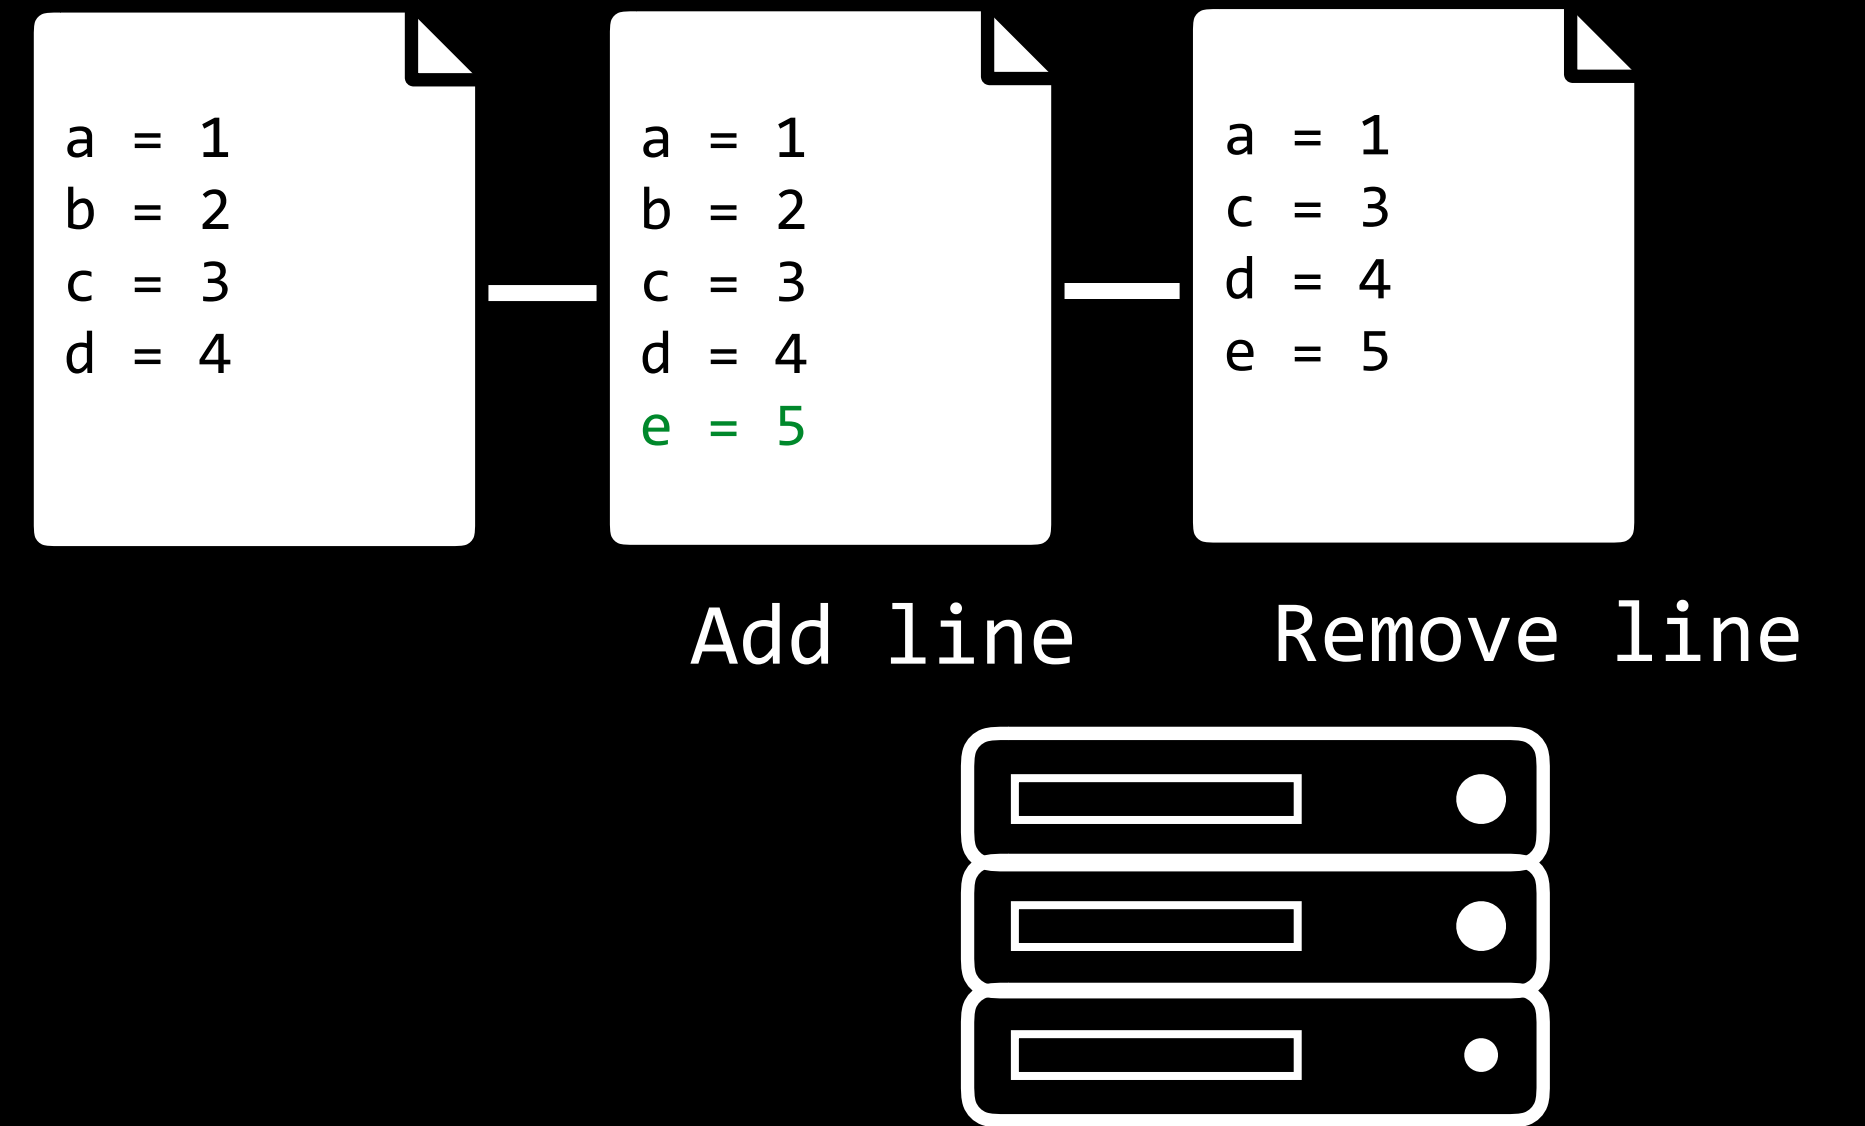 a = 1
b = 2
c = 3
d = 4
a = 1
b = 2
c = 3
d = 4
e = 5
a = 1
c = 3
d = 4
e = 5
Add line
Remove line